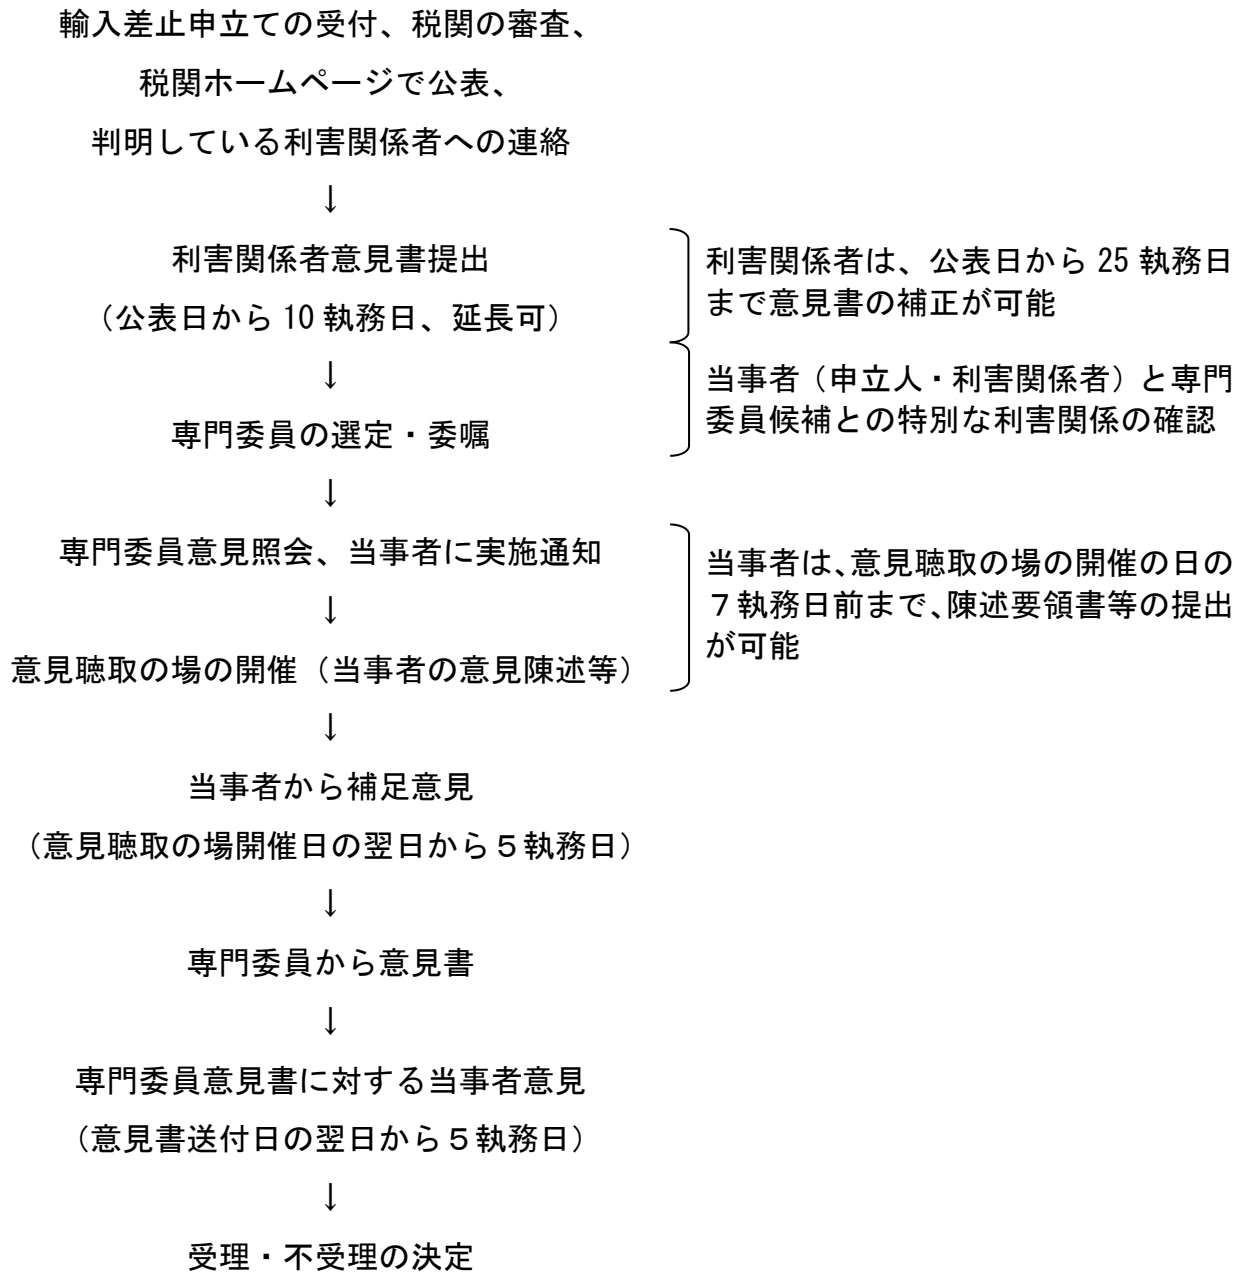 輸入差止申立ての受付、税関の審査、
税関ホームページで公表、
判明している利害関係者への連絡
↓
利害関係者意見書提出
（公表日から 10 執務日、延長可）
利害関係者は、公表日から 25 執務日
まで意見書の補正が可能
↓
当事者（申立人・利害関係者）と専門
委員候補との特別な利害関係の確認
専門委員の選定・委嘱
↓
専門委員意見照会、当事者に実施通知
↓
意見聴取の場の開催（当事者の意見陳述等）
当事者は、意見聴取の場の開催の日の
７執務日前まで、陳述要領書等の提出
が可能
↓
当事者から補足意見
（意見聴取の場開催日の翌日から５執務日）
↓
専門委員から意見書
↓
専門委員意見書に対する当事者意見
（意見書送付日の翌日から５執務日）
↓
受理・不受理の決定